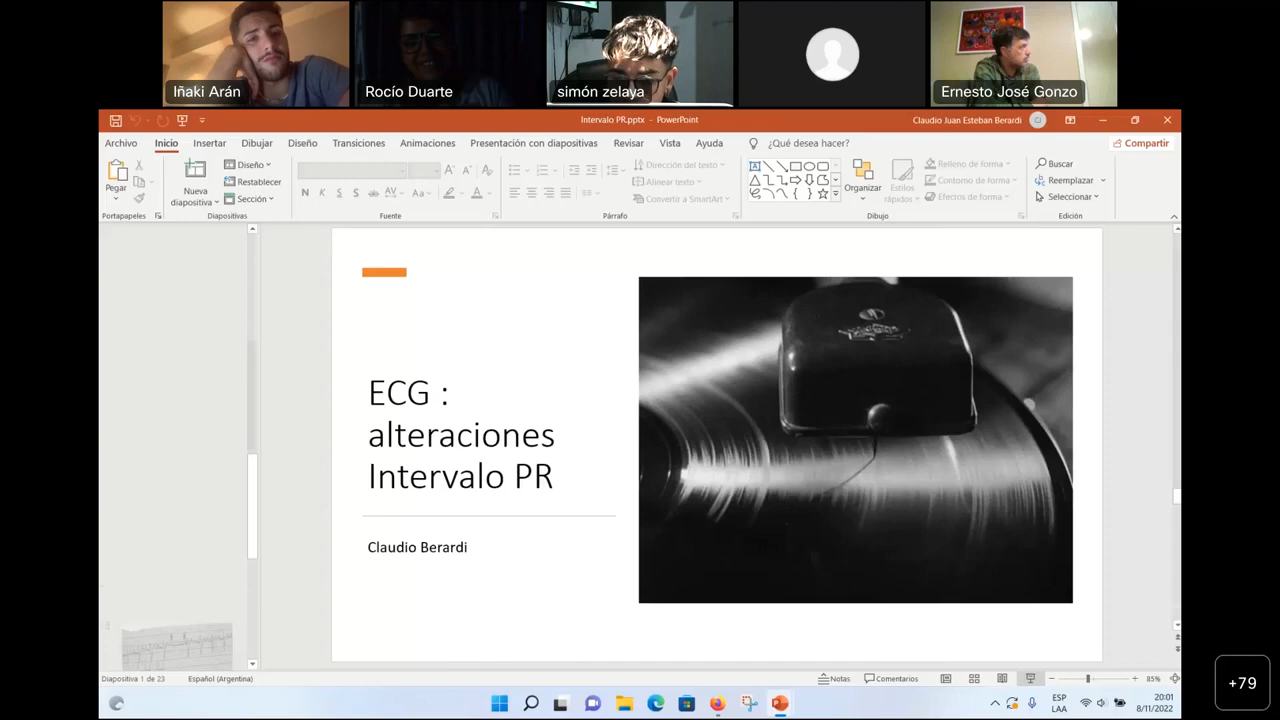 Iñaki Arán
Rocío Duarte
simón zelaya
Ernesto José Gonzo
Intervalo PR.pptx - PowerPoint
Claudio Juan Esteban Berardi
CJ
Archivo
Inicio
Insertar
Dibujar
Diseño
Transiciones
Animaciones
Presentación con diapositivas
Revisar
Vista
Ayuda
¿Qué desea hacer?
Compartir
Pegar
Nueva
diapositiva
Diseño
Restablecer
Sección
N K S S ab AV Aa A
Dirección del texto
Alinear texto
Convertir a SmartArt
Organizar
Estilos
rápidos
Relleno de forma
Contorno de forma
Efectos de forma
Buscar
Reemplazar
Seleccionar
Portapapeles
Diapositivas
Fuente
Párrafo
Dibujo
Edición
ECG :
alteraciones
Intervalo PR
Claudio Berardi
Diapositiva 1 de 23
Español (Argentina)
Notas
Comentarios
85%
ESP
LAA
20:01
8/11/2022
+79